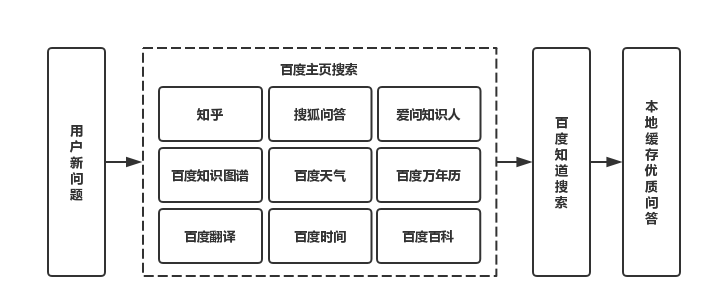 用户新问题
百度主页搜索
知乎
搜狐问答
爱问知识人
百度知识图谱
百度天气
百度万年历
百度翻译
百度时间
百度百科
百度知道搜索
本地缓存优质问答